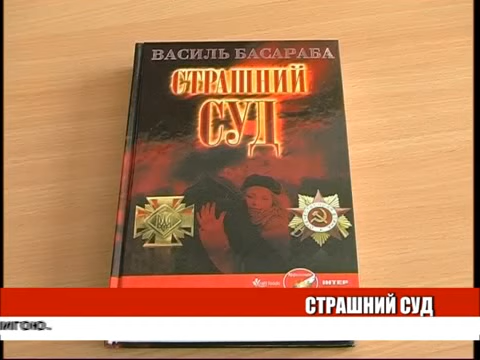 ВАСИЛЬ БАСАРАБА
СТРАШНИЙ
СУД
ІНТЕР
СТРАШНИЙ СУД